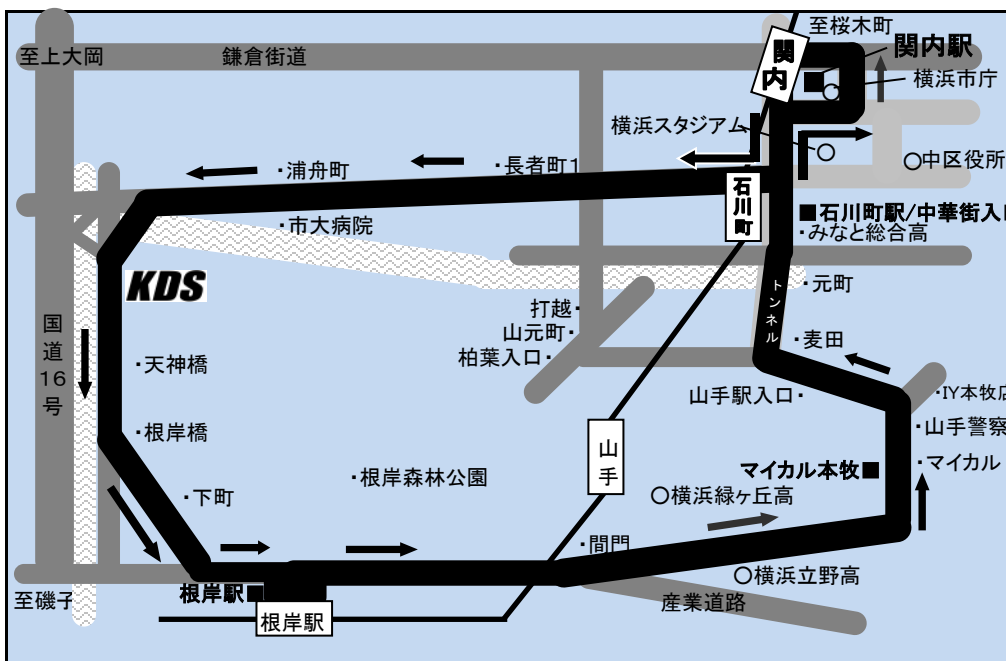 至桜木町
至上大岡
鎌倉街道
関内
関内駅
横浜市庁
横浜スタジアム
中区役所
・浦舟町
・長者町1
石川町
■石川町駅/中華街入
・市大病院
・みなと総合高
KDS
・元町
トンネル
打越・
山元町・
柏葉入口・
・麦田
国道16号
・天神橋
山手駅入口・
・IY本牧店
・山手警察
・根岸橋
山手
マイカル本牧■
・マイカル
・根岸森林公園
・下町
○横浜緑ヶ丘高
・間門
○横浜立野高
至磯子
根岸駅■
産業道路
根岸駅